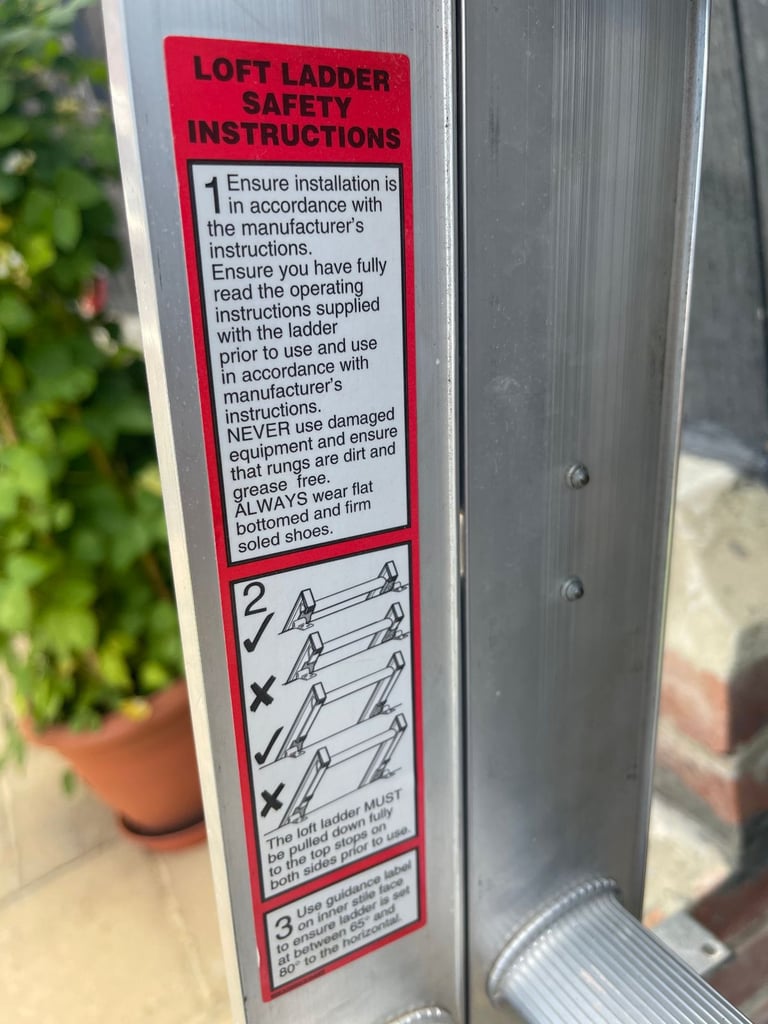 LOFT LADDER
SAFETY
INSTRUCTIONS
1 Ensure installation is
in accordance with
the manufacturer's
instructions.
Ensure you have fully
read the operating
instructions supplied
with the ladder
prior to use and use
in accordance with
manufacturer's
instructions.
NEVER use damaged
equipment and ensure
that rungs are dirt and
grease free.
ALWAYS wear flat
bottomed and firm
soled shoes.
2
The loft ladder MUST
be pulled down fully
to the top stops on
both sides prior to use.
3 Use guidance label
on inner stile face
to ensure ladder is set
at between 65° and
80° to the horizontal.